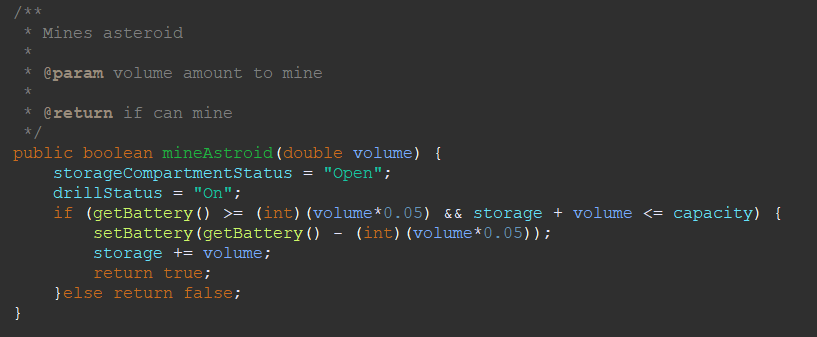 /**
 * Mines asteroid
 *
 * @param volume amount to mine
 *
 * @return if can mine
 */
public boolean mineAstroid(double volume) {
    storageCompartmentStatus = "Open";
    drillStatus = "On";
    if (getBattery() >= (int)(volume*0.05) && storage + volume <= capacity) {
        setBattery(getBattery() - (int)(volume*0.05));
        storage += volume;
        return true;
    }else return false;
}